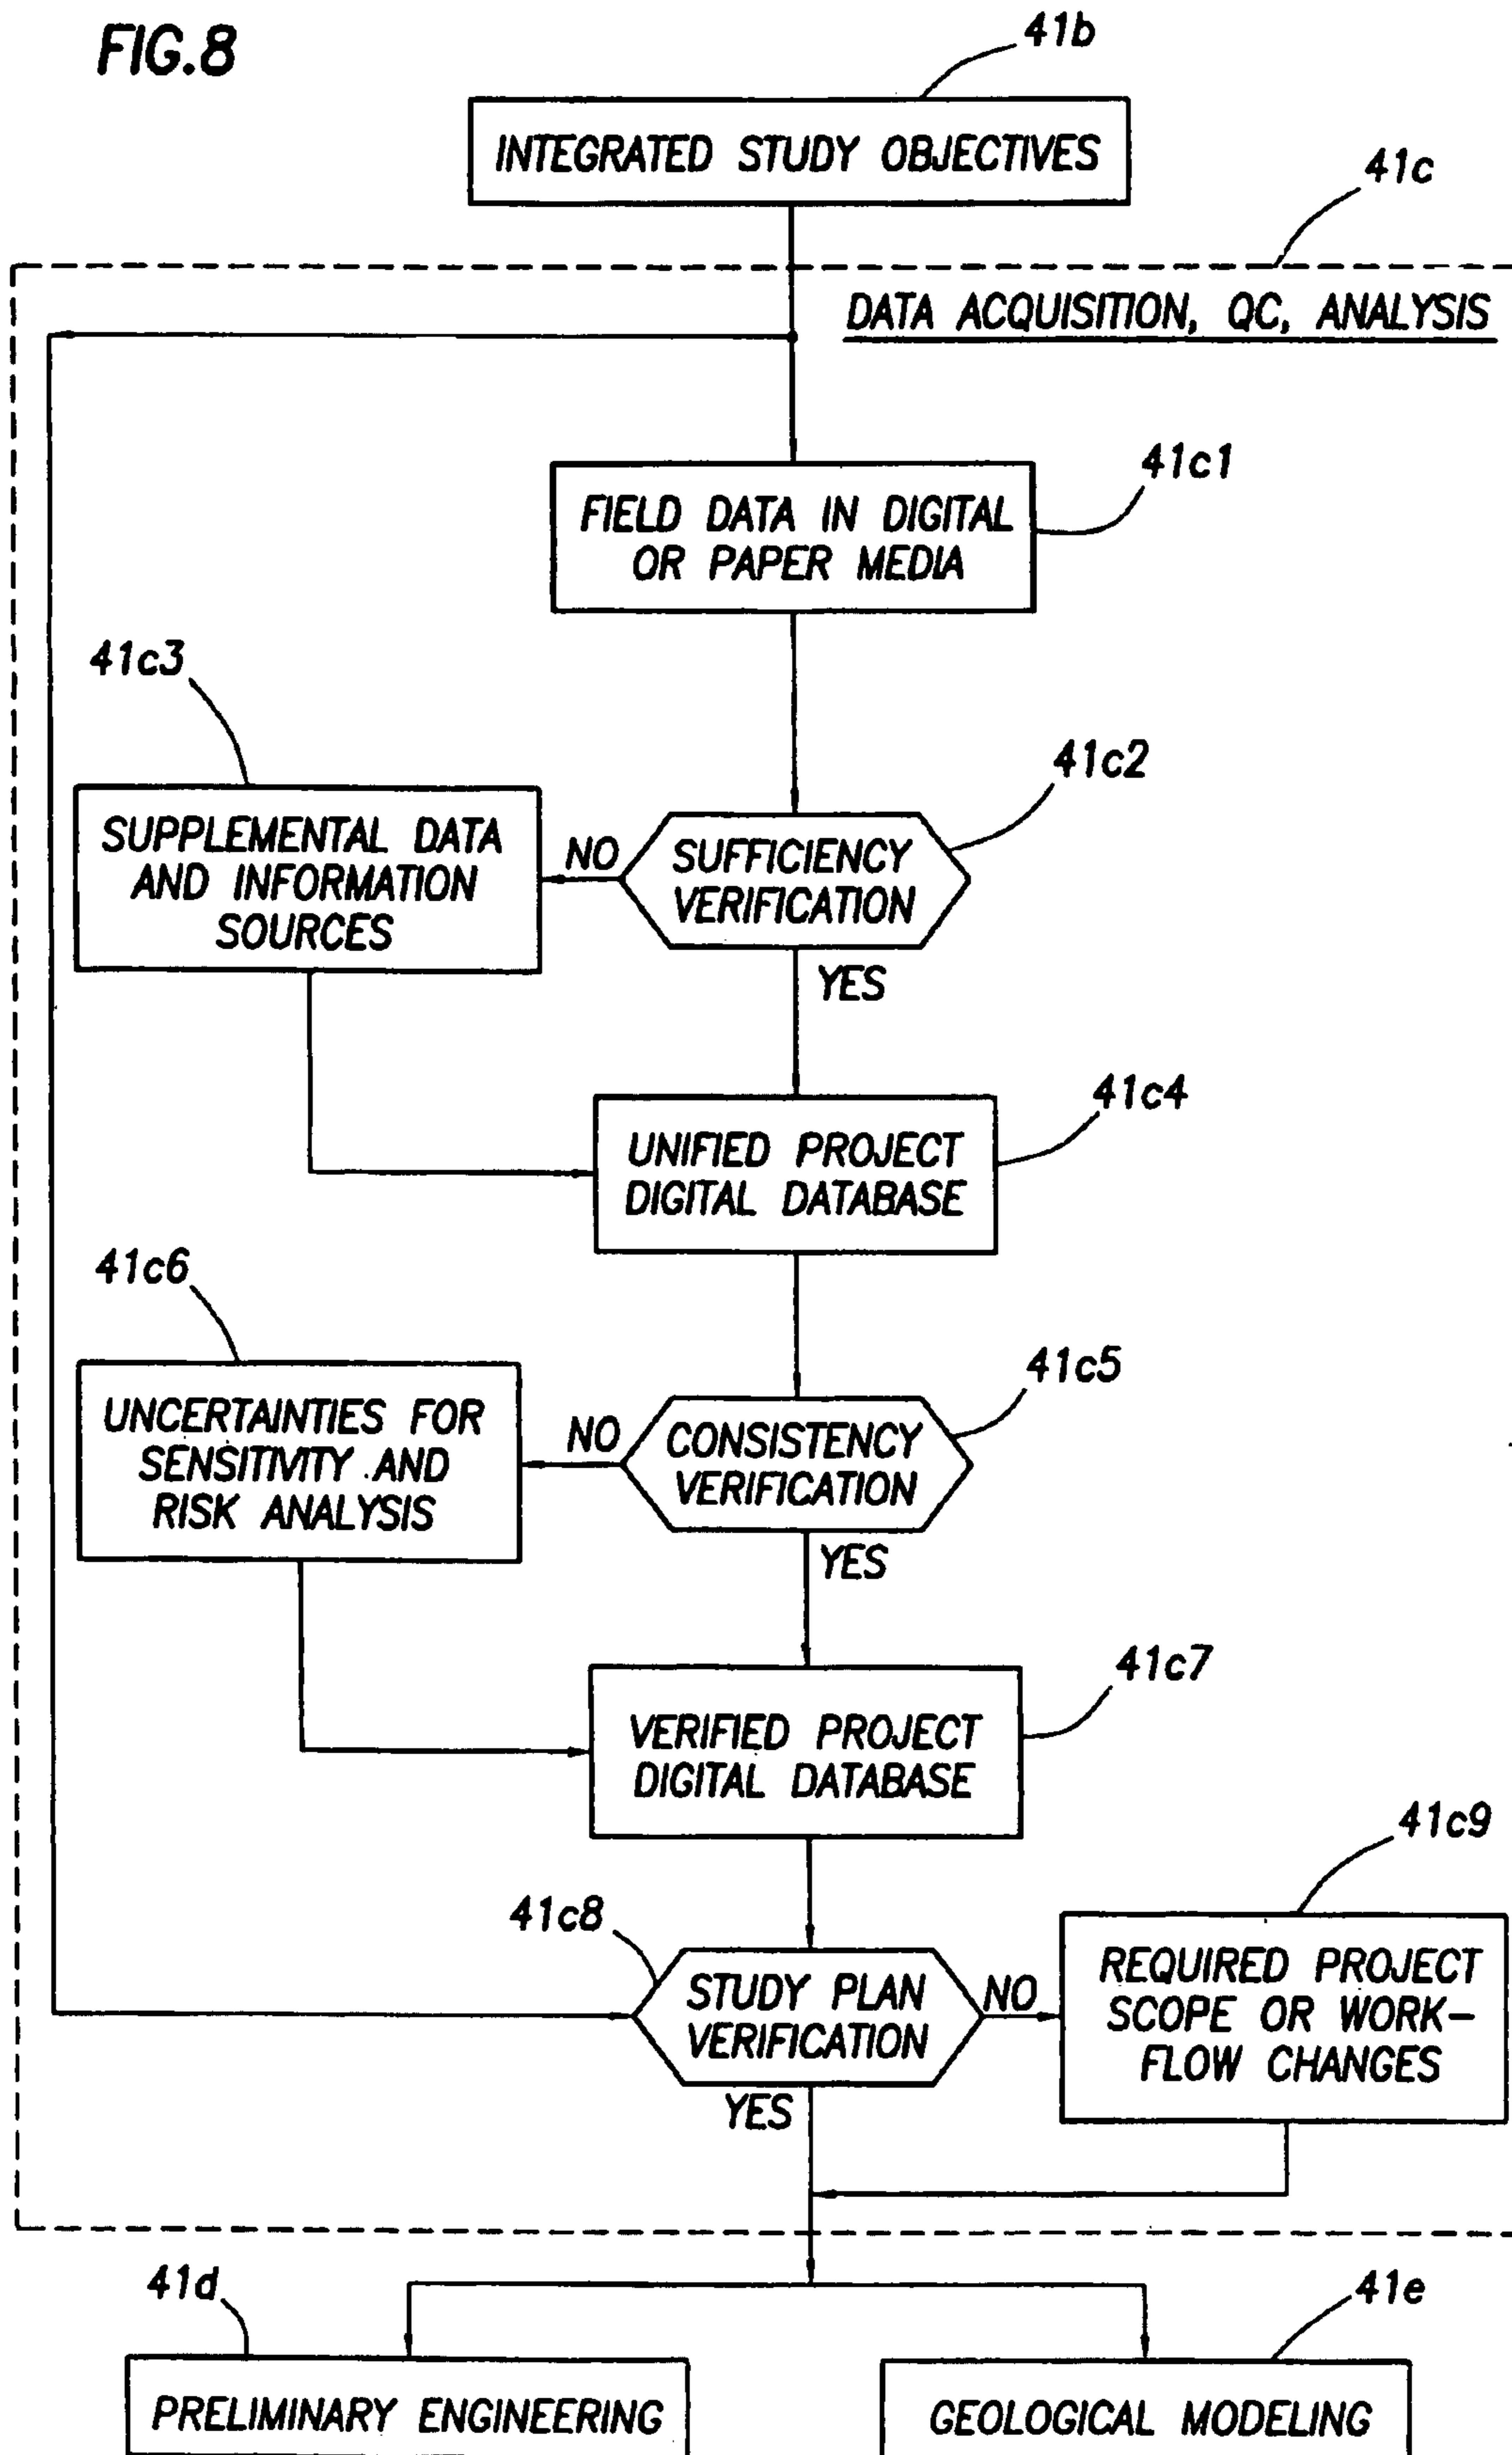 FIG.8
41b
INTEGRATED STUDY OBJECTIVES
41c
DATA ACQUISITION, QC, ANALYSIS
41c1
FIELD DATA IN DIGITAL
OR PAPER MEDIA
41c3
41c2
SUPPLEMENTAL DATA
AND INFORMATION
SOURCES
NO
SUFFICIENCY
VERIFICATION
YES
41c4
UNIFIED PROJECT
DIGITAL DATABASE
41c6
41c5
UNCERTAINTIES FOR
SENSITIVITY AND
RISK ANALYSIS
NO
CONSISTENCY
VERIFICATION
YES
41c7
VERIFIED PROJECT
DIGITAL DATABASE
41c9
41c8
STUDY PLAN
VERIFICATION
NO
REQUIRED PROJECT
SCOPE OR WORK-
FLOW CHANGES
YES
41d
41e
PRELIMINARY ENGINEERING
GEOLOGICAL MODELING